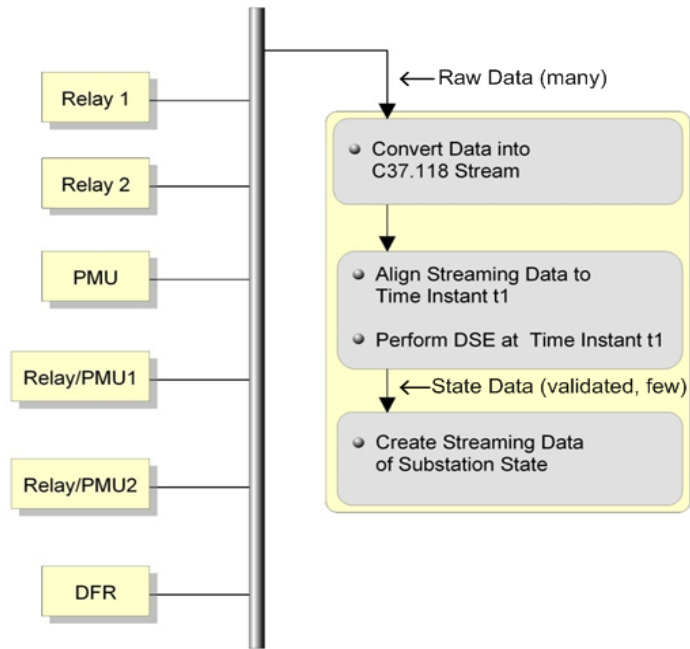 Relay 1
Relay 2
PMU
Relay/PMU1
Relay/PMU2
DFR
Raw Data (many)
Convert Data into
C37.118 Stream
Align Streaming Data to
Time Instant t1
Perform DSE at Time Instant t1
State Data (validated, few)
Create Streaming Data
of Substation State